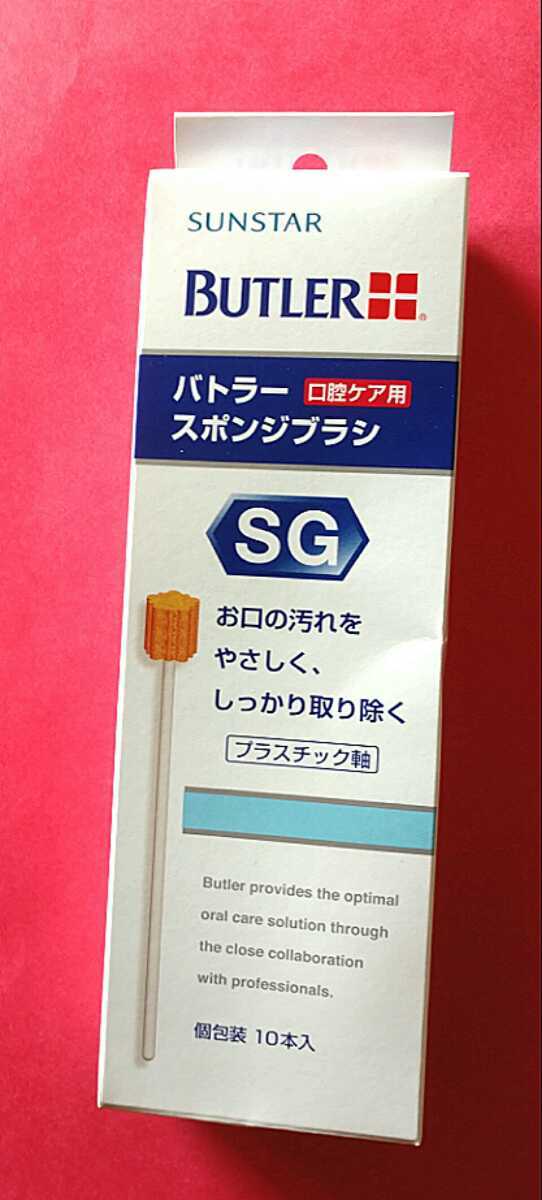 SUNSTAR
BUTLER®
バトラー 口腔ケア用
スポンジブラシ
SG
お口の汚れを
やさしく、
しっかり取り除く
プラスチック軸
Butler provides the optimal
oral care solution through
the close collaboration
with professionals.
個包装 10本入